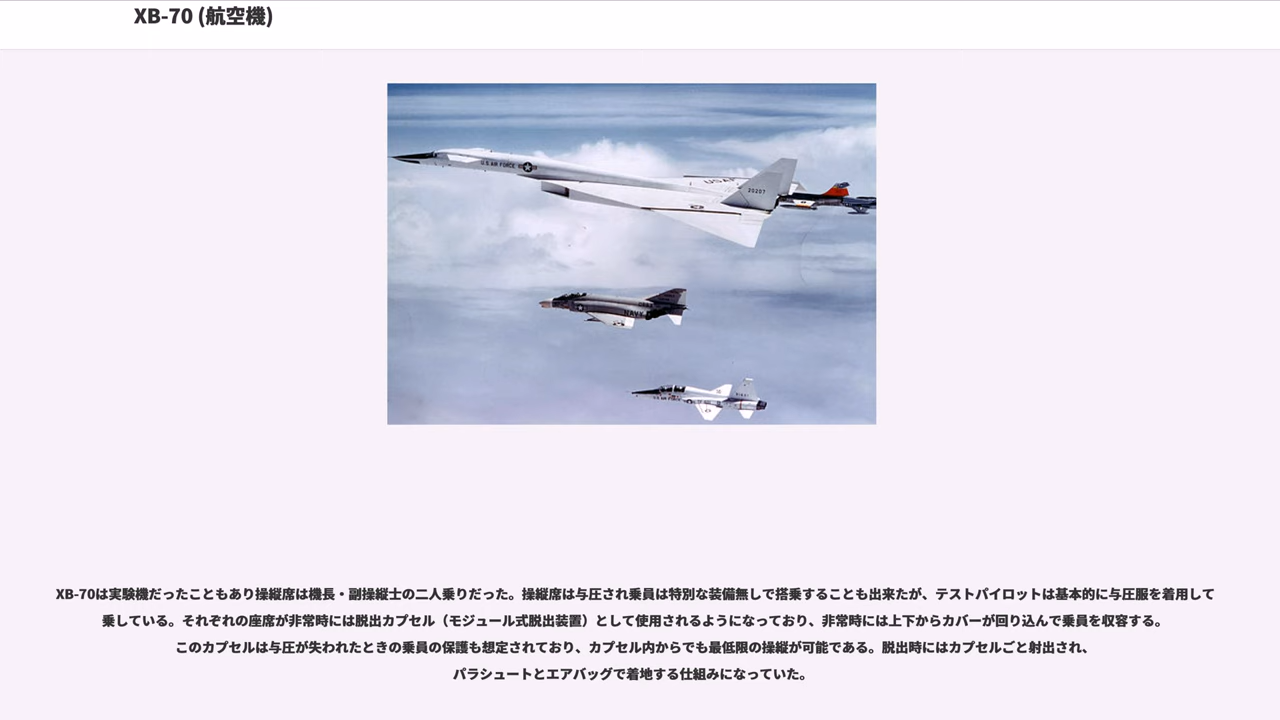 XB-70 (航空機)
U.S. AIR FORCE
USAF
20207
NAVY
XB-70は実験機だったこともあり操縦席は機長・副操縦士の二人乗りだった。操縦席は与圧され乗員は特別な装備無しで搭乗することも出来たが、テストパイロットは基本的に与圧服を着用して
乗している。それぞれの座席が非常時には脱出カプセル（モジュール式脱出装置）として使用されるようになっており、非常時には上下からカバーが回り込んで乗員を収容する。
このカプセルは与圧が失われたときの乗員の保護も想定されており、カプセル内からでも最低限の操縦が可能である。脱出時にはカプセルごと射出され、
パラシュートとエアバッグで着地する仕組みになっていた。